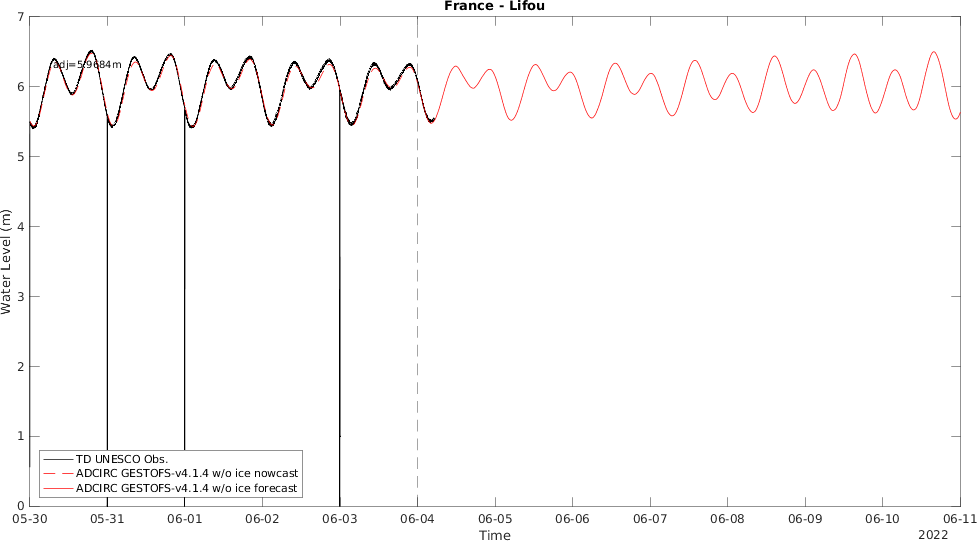 France - Lifou
7
6
5
4
3
2
1
0
Water Level (m)
adj=5.9684m
TD UNESCO Obs.
ADCIRC GESTOFS-v4.1.4 w/o ice nowcast
ADCIRC GESTOFS-v4.1.4 w/o ice forecast
05-30 05-31 06-01 06-02 06-03 06-04 06-05 06-06 06-07 06-08 06-09 06-10 06-11
Time
2022